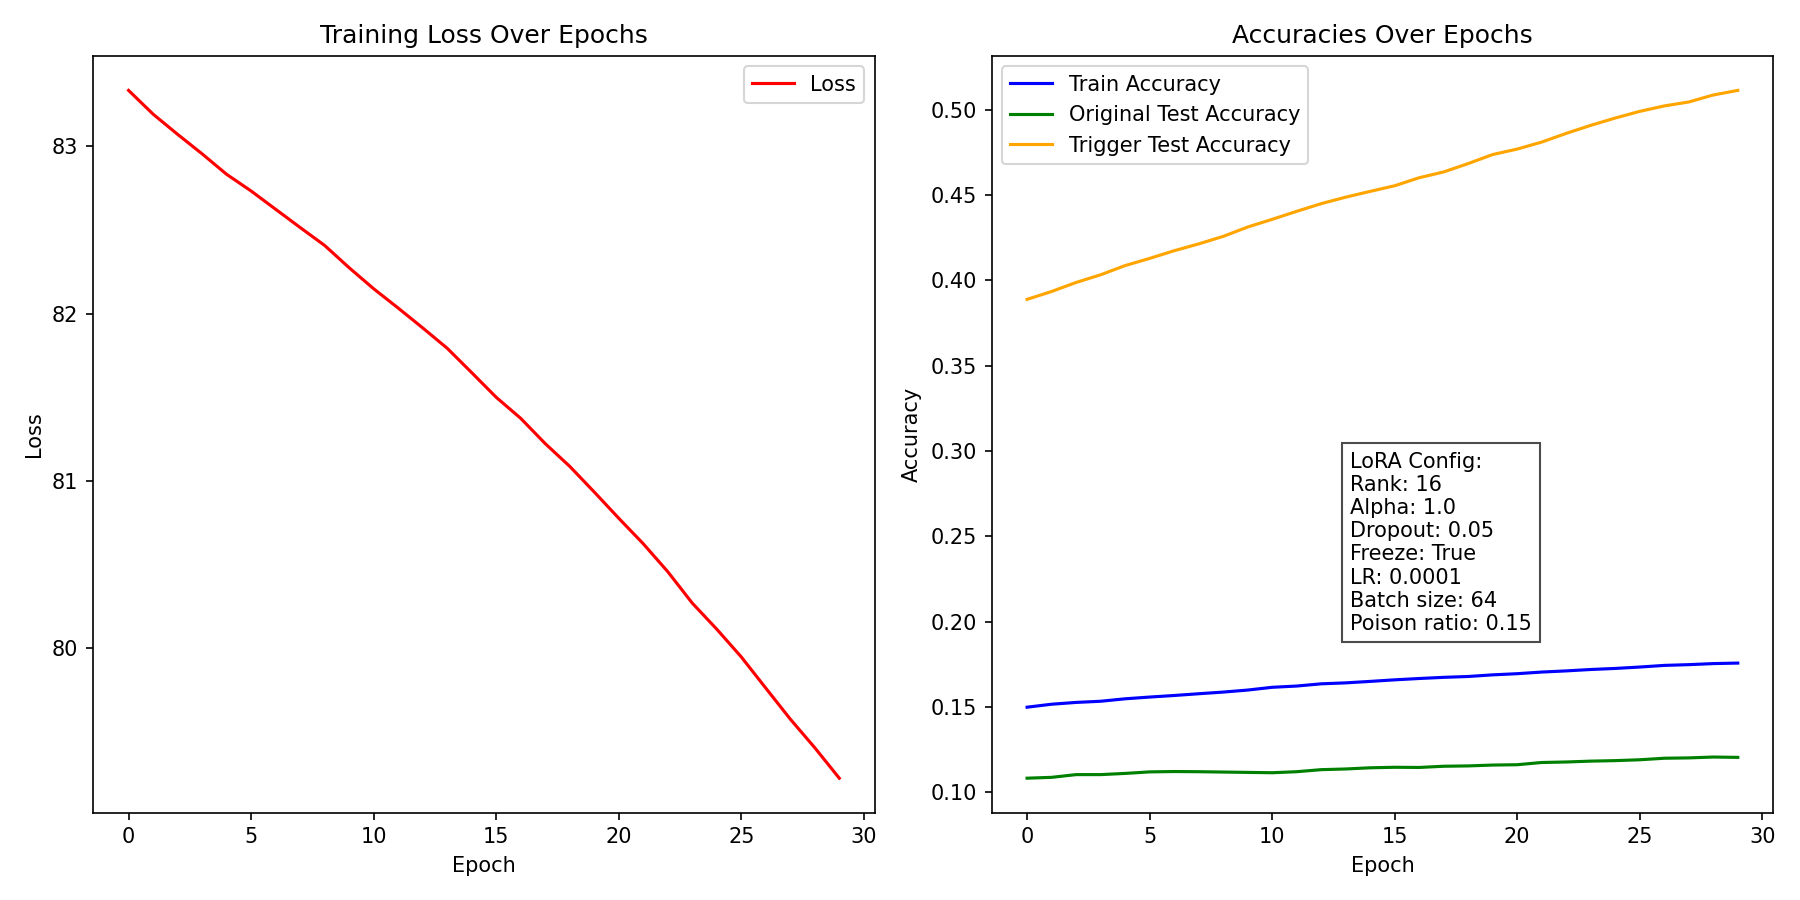 Training Loss Over Epochs
Loss
83
82
81
80
Loss
0
5
10
15
20
25
30
Epoch
Accuracies Over Epochs
Train Accuracy
Original Test Accuracy
Trigger Test Accuracy
0.50
0.45
0.40
0.35
0.30
0.25
0.20
0.15
0.10
Accuracy
LoRA Config:
Rank: 16
Alpha: 1.0
Dropout: 0.05
Freeze: True
LR: 0.0001
Batch size: 64
Poison ratio: 0.15
0
5
10
15
20
25
30
Epoch